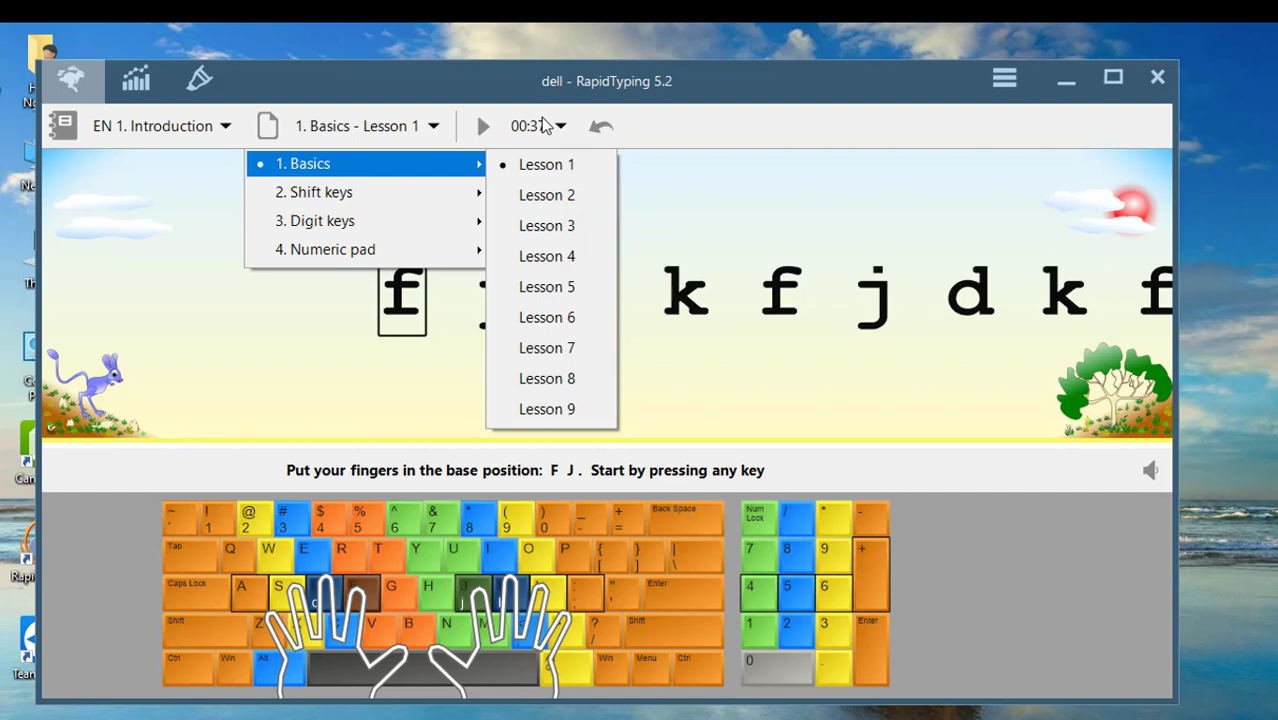 dell - RapidTyping 5.2
EN 1. Introduction
1. Basics - Lesson 1
1. Basics
2. Shift keys
3. Digit keys
4. Numeric pad
Lesson 1
Lesson 2
Lesson 3
Lesson 4
Lesson 5
Lesson 6
Lesson 7
Lesson 8
Lesson 9
f k f j d k f
Put your fingers in the base position: F J . Start by pressing any key
~ ` ! 1 @ 2 # 3 $ 4 % 5 ^ 6 & 7 * 8 ( 9 ) 0 _ - + = Back Space
Num Lock / * -
Tab Q W E R T Y U I O P { [ } ] | \
7 8 9 +
Caps Lock A S G H J j : ; " ' Enter
4 5 6
Shift Z V B N M ? / Shift
1 2 3 Enter
Ctrl Win Alt Win Menu Ctrl
0 .